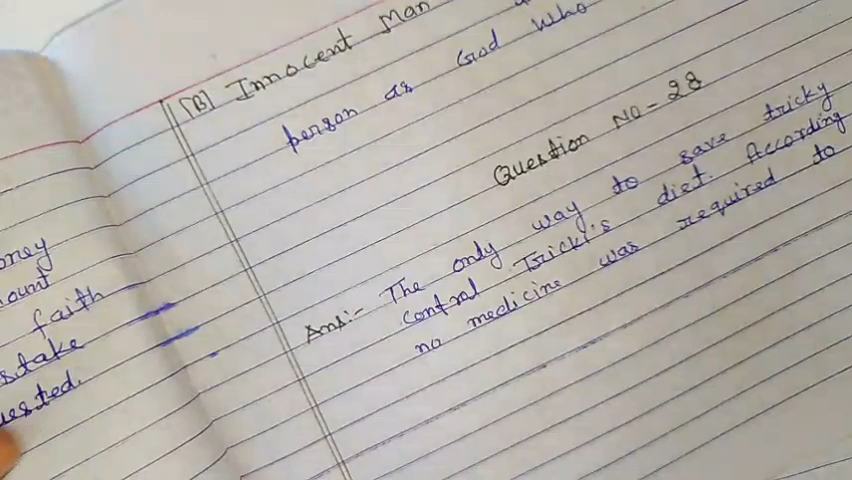 oney
ount
faith
stake
uested.
[B] Innocent Man
person as God who
Question No - 28
Ans:- The only way to save tricky
control Tricki's diet. According
no medicine was required to